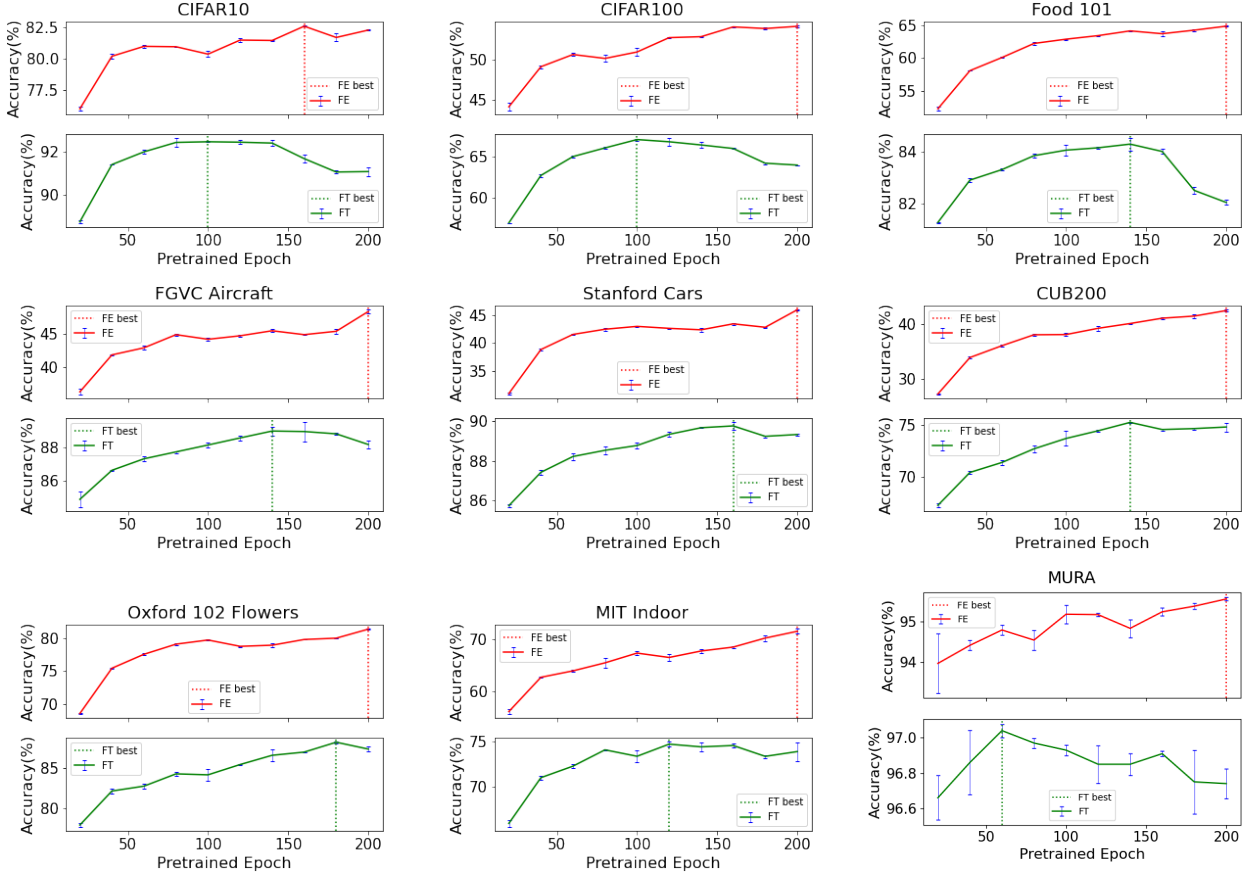 CIFAR10
Accuracy(%)
82.5
80.0
77.5
FE best
FE
Accuracy(%)
92
90
FT best
FT
50 100 150 200
Pretrained Epoch
CIFAR100
Accuracy(%)
50
45
FE best
FE
Accuracy(%)
65
60
FT best
FT
50 100 150 200
Pretrained Epoch
Food 101
Accuracy(%)
65
60
55
FE best
FE
Accuracy(%)
84
82
FT best
FT
50 100 150 200
Pretrained Epoch
FGVC Aircraft
Accuracy(%)
45
40
FE best
FE
Accuracy(%)
88
86
FT best
FT
50 100 150 200
Pretrained Epoch
Stanford Cars
Accuracy(%)
45
40
35
FE best
FE
Accuracy(%)
90
88
86
FT best
FT
50 100 150 200
Pretrained Epoch
CUB200
Accuracy(%)
40
30
FE best
FE
Accuracy(%)
75
70
FT best
FT
50 100 150 200
Pretrained Epoch
Oxford 102 Flowers
Accuracy(%)
80
75
70
FE best
FE
Accuracy(%)
85
80
FT best
FT
50 100 150 200
Pretrained Epoch
MIT Indoor
Accuracy(%)
70
60
FE best
FE
Accuracy(%)
75
70
FT best
FT
50 100 150 200
Pretrained Epoch
MURA
Accuracy(%)
95
94
FE best
FE
Accuracy(%)
97.0
96.8
96.6
FT best
FT
50 100 150 200
Pretrained Epoch